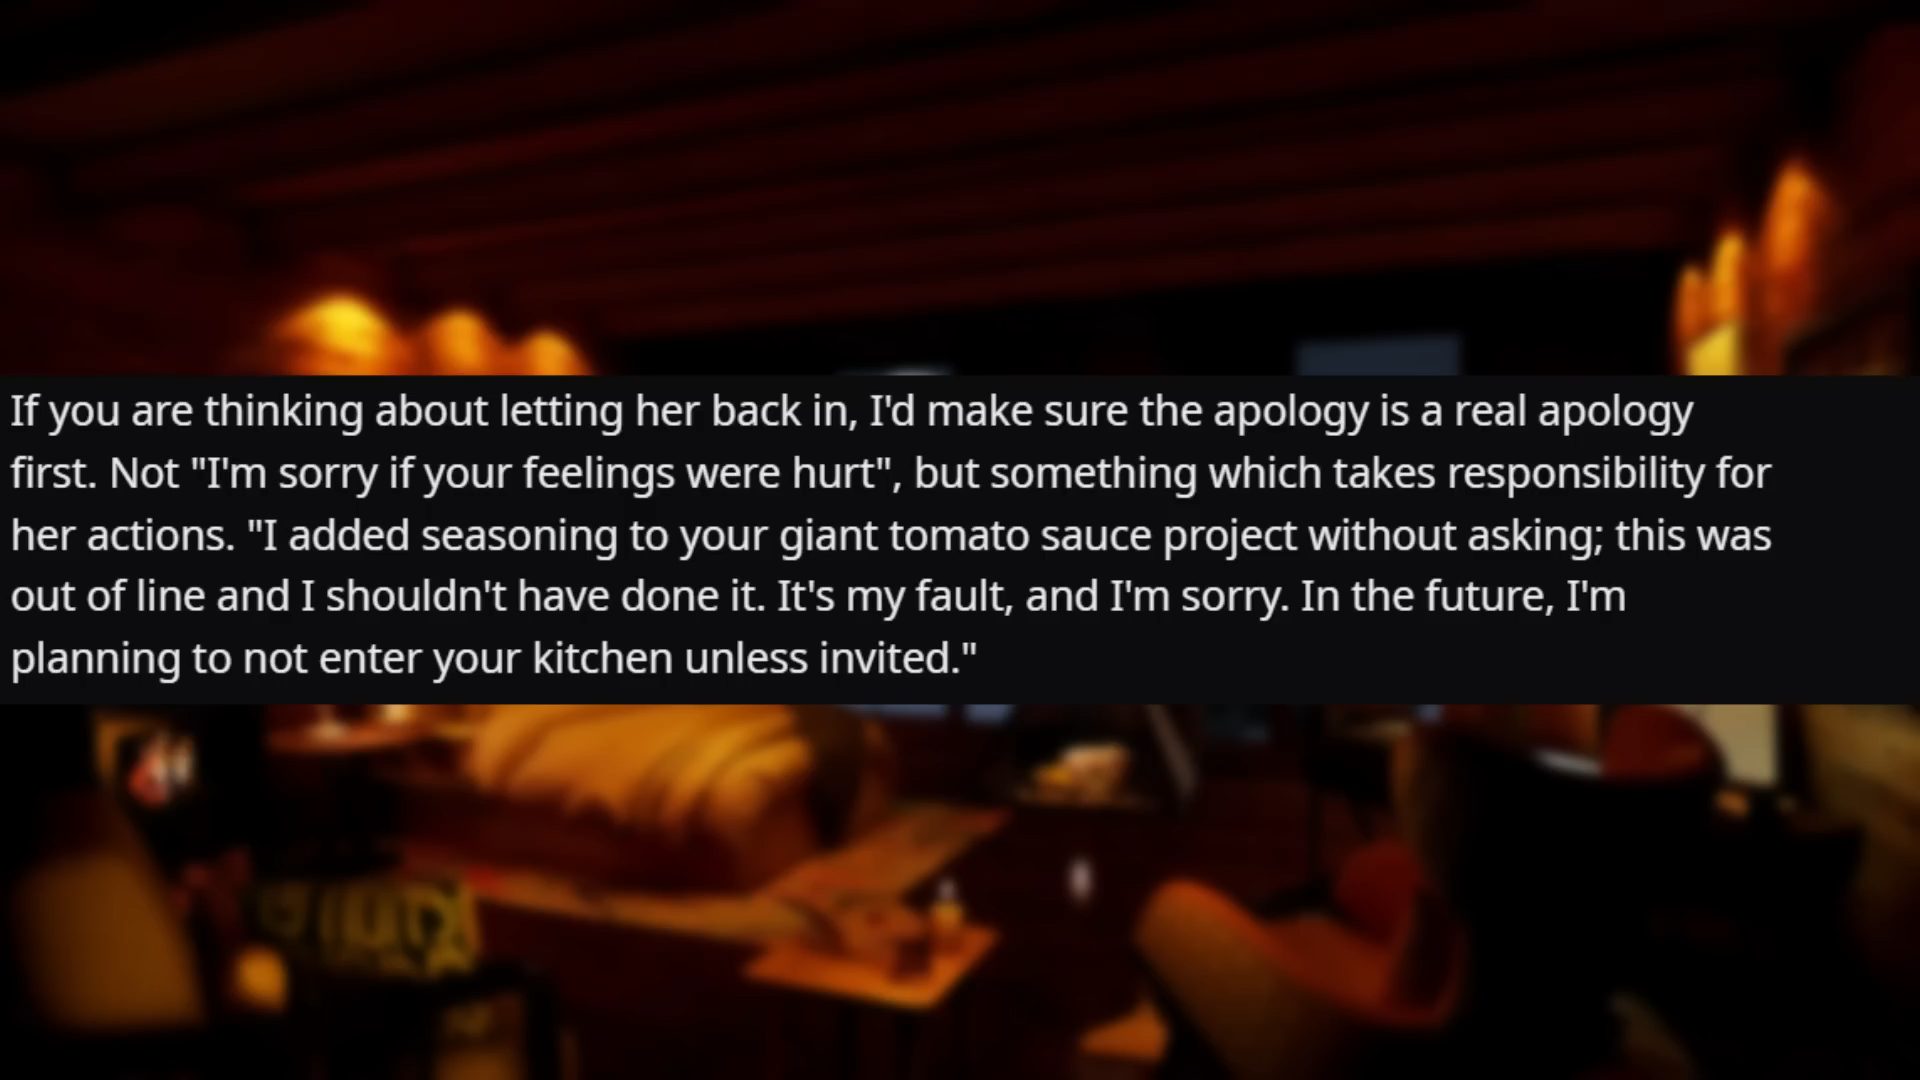 If you are thinking about letting her back in, I'd make sure the apology is a real apology
first. Not "I'm sorry if your feelings were hurt", but something which takes responsibility for
her actions. "I added seasoning to your giant tomato sauce project without asking; this was
out of line and I shouldn't have done it. It's my fault, and I'm sorry. In the future, I'm
planning to not enter your kitchen unless invited."